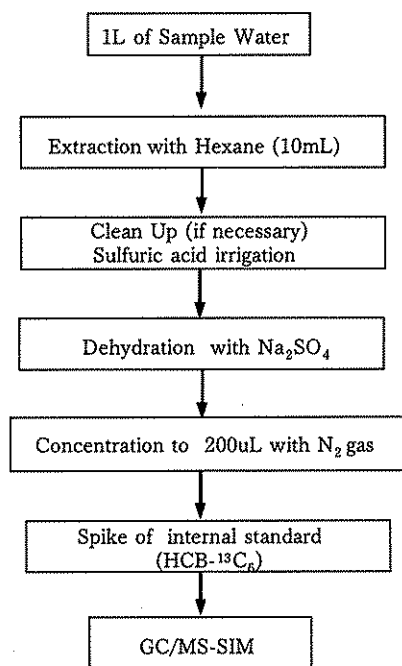 1L of Sample Water
Extraction with Hexane (10mL)
Clean Up (if necessary)
Sulfuric acid irrigation
Dehydration with Na₂SO₄
Concentration to 200uL with N₂ gas
Spike of internal standard
(HCB-¹³C₆)
GC/MS-SIM